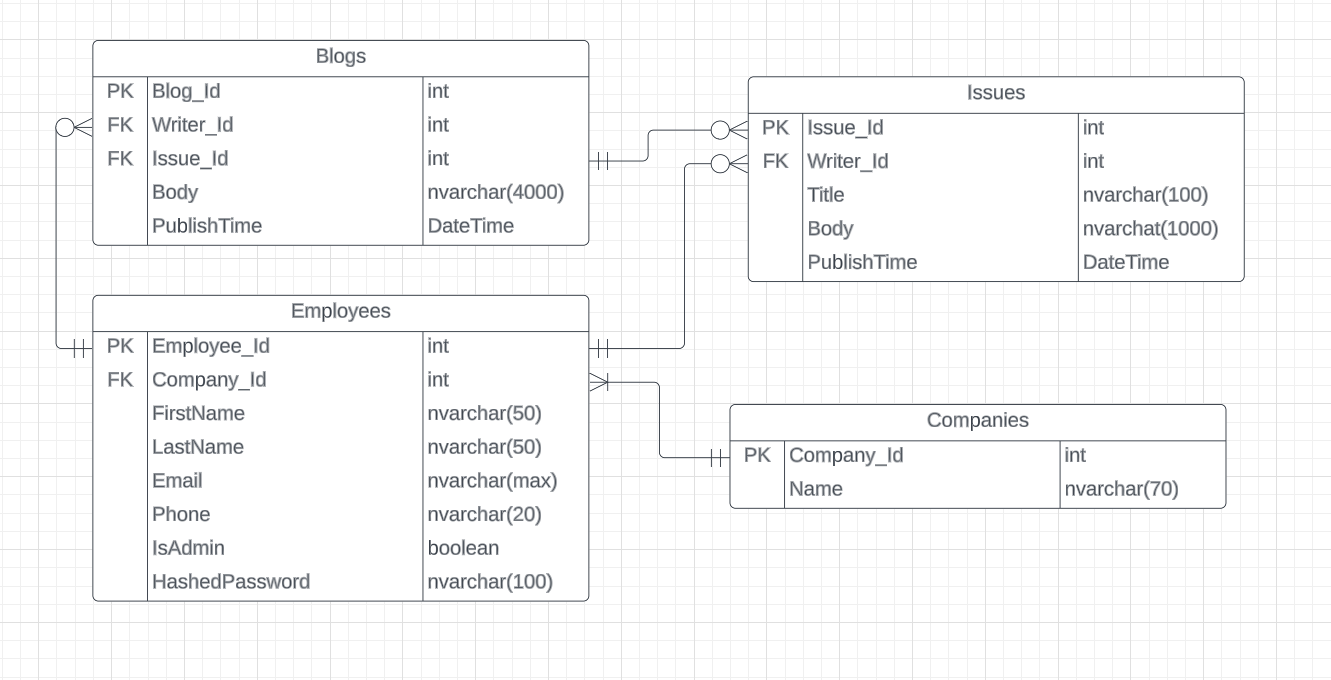 Blogs
PK Blog_Id int
FK Writer_Id int
FK Issue_Id int
Body nvarchar(4000)
PublishTime DateTime
Issues
PK Issue_Id int
FK Writer_Id int
Title nvarchar(100)
Body nvarchat(1000)
PublishTime DateTime
Employees
PK Employee_Id int
FK Company_Id int
FirstName nvarchar(50)
LastName nvarchar(50)
Email nvarchar(max)
Phone nvarchar(20)
IsAdmin boolean
HashedPassword nvarchar(100)
Companies
PK Company_Id int
Name nvarchar(70)